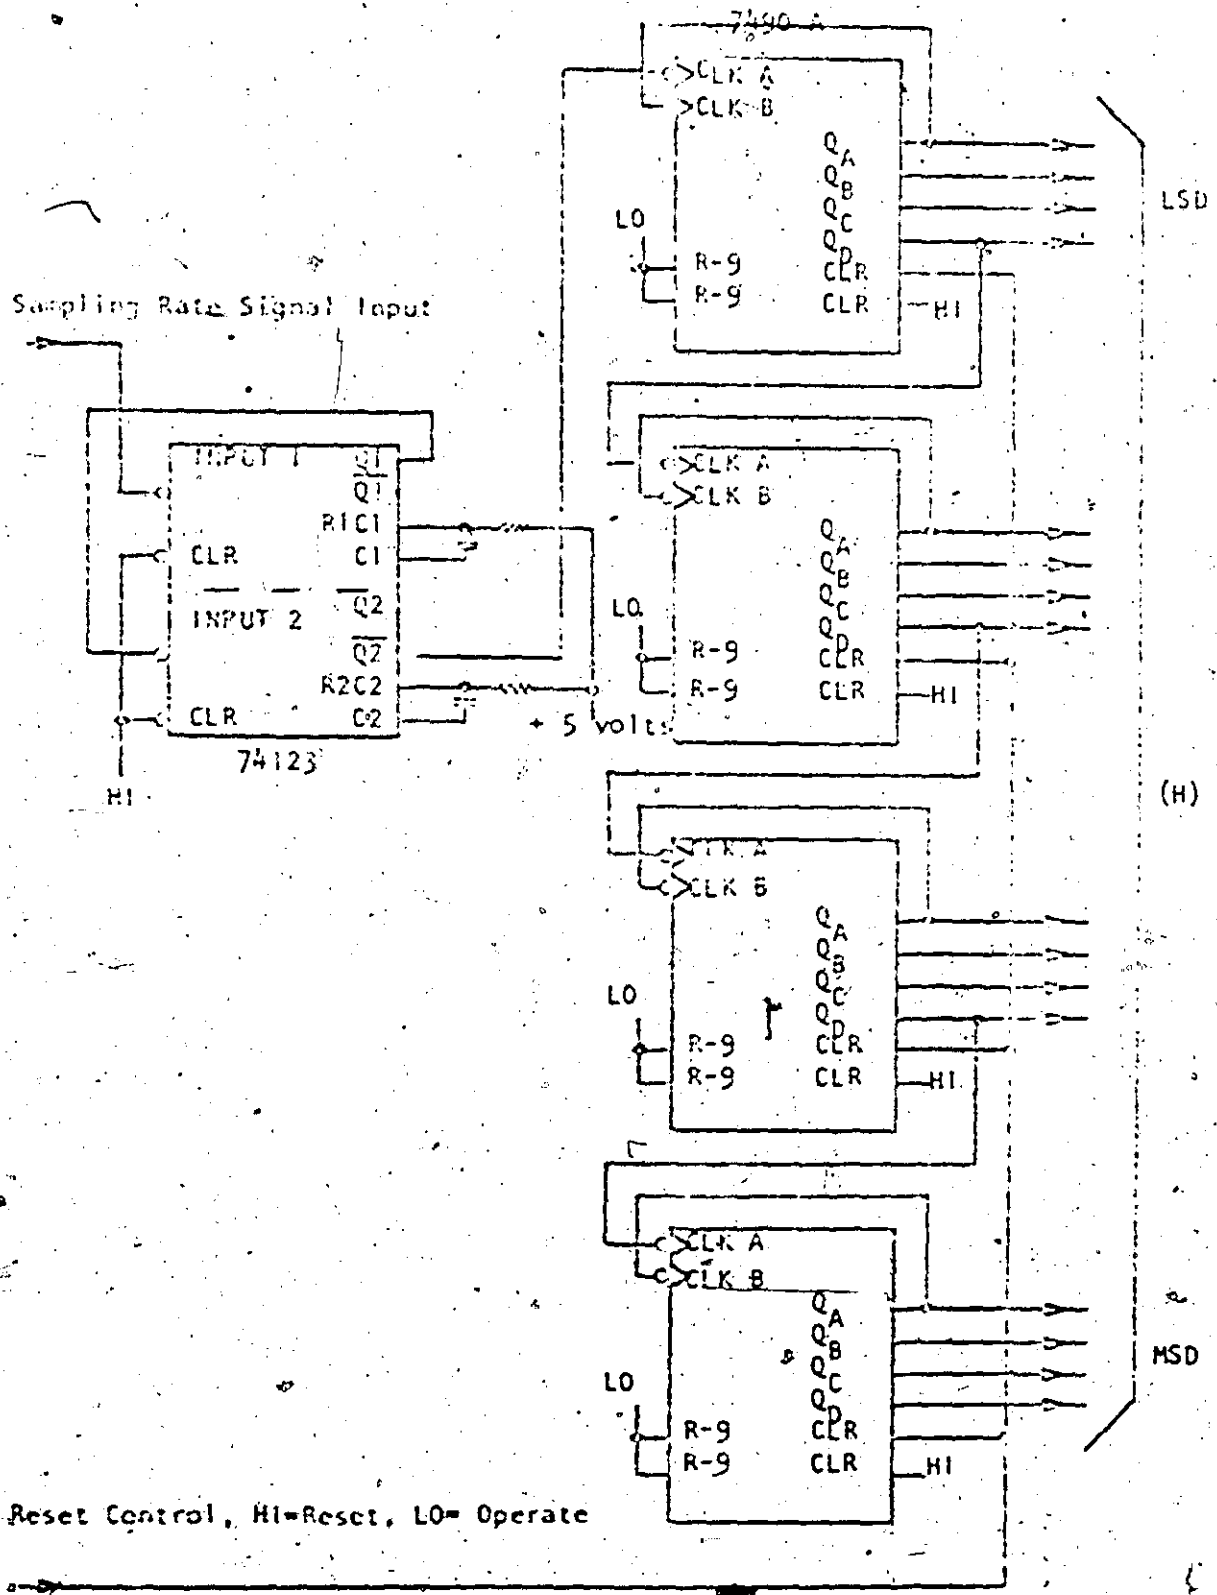 7490 A
CLK A
CLK B
QA
QB
QC
QD
LSD
LO
R-9
R-9
CLR
CLR
HI
Sampling Rate Signal Input
INPUT 1
Q1
Q1
R1C1
CLR
C1
INPUT 2
Q2
Q2
R2C2
CLR
C2
74123
HI
+ 5 volts
CLK A
CLK B
QA
QB
QC
QD
LO
R-9
R-9
CLR
CLR
HI
(H)
CLK A
CLK B
QA
QB
QC
QD
LO
R-9
R-9
CLR
CLR
HI
CLK A
CLK B
QA
QB
QC
QD
MSD
LO
R-9
R-9
CLR
CLR
HI
Reset Control, HI=Reset, LO= Operate